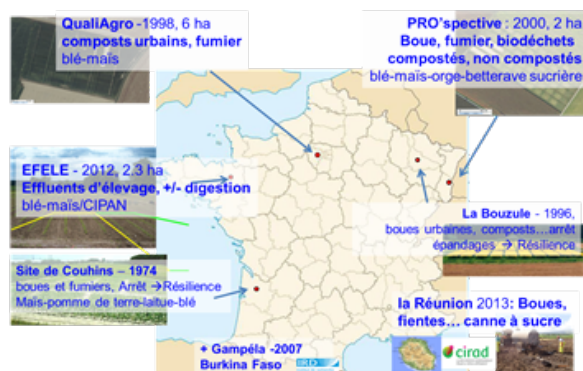 QualiAgro -1998, 6 ha
composts urbains, fumier
blé-maïs
PRO'spective : 2000, 2 ha
Boue, fumier, biodéchets
compostés, non compostés
blé-maïs-orge-betterave sucrière
EFELE - 2012, 2.3 ha
Effluents d'élevage, +/- digestion
blé-maïs/CIPAN
La Bouzule - 1996,
boues urbaines, composts...arrêt
épandages → Résilience
Site de Couhins – 1974
boues et fumiers, Arrêt →Résilience
Maïs-pomme de terre-laitue-blé
la Réunion 2013: Boues,
fientes... canne à sucre
+ Gampéla -2007
Burkina Faso
IRD
cirad